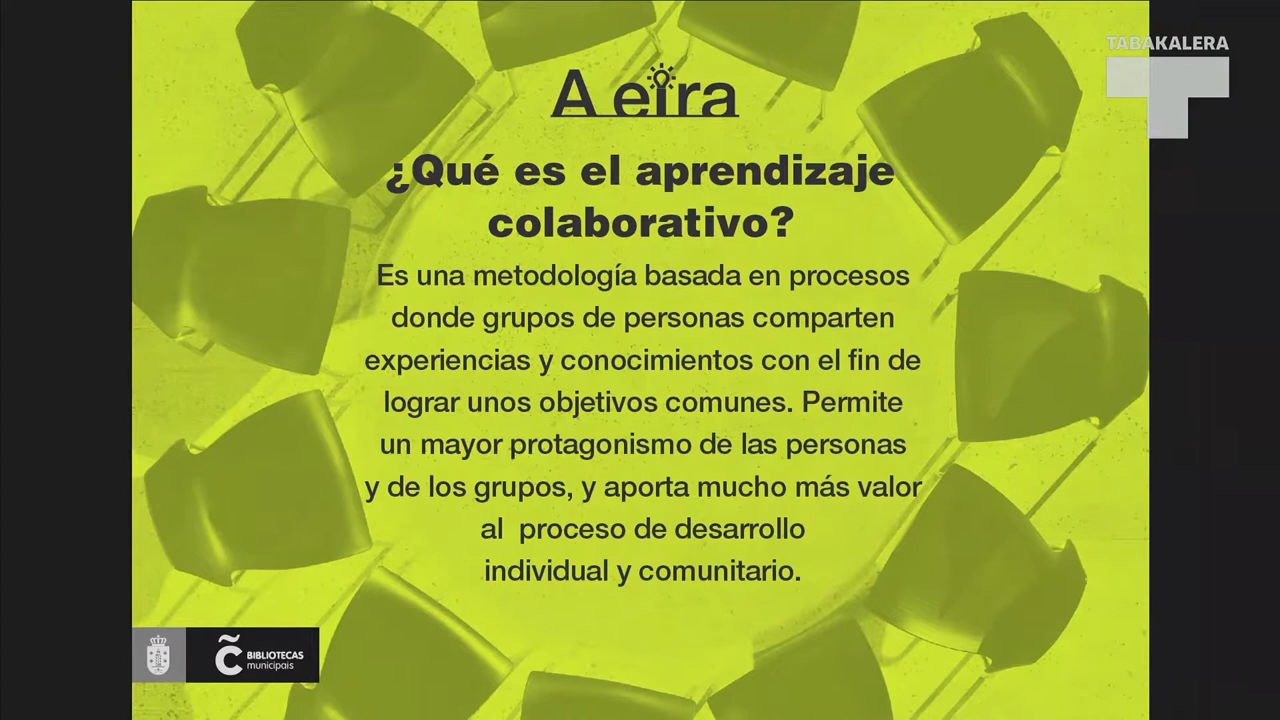 TABAKALERA
A eira
¿Qué es el aprendizaje
colaborativo?
Es una metodología basada en procesos
donde grupos de personas comparten
experiencias y conocimientos con el fin de
lograr unos objetivos comunes. Permite
un mayor protagonismo de las personas
y de los grupos, y aporta mucho más valor
al proceso de desarrollo
individual y comunitario.
BIBLIOTECAS
municipais